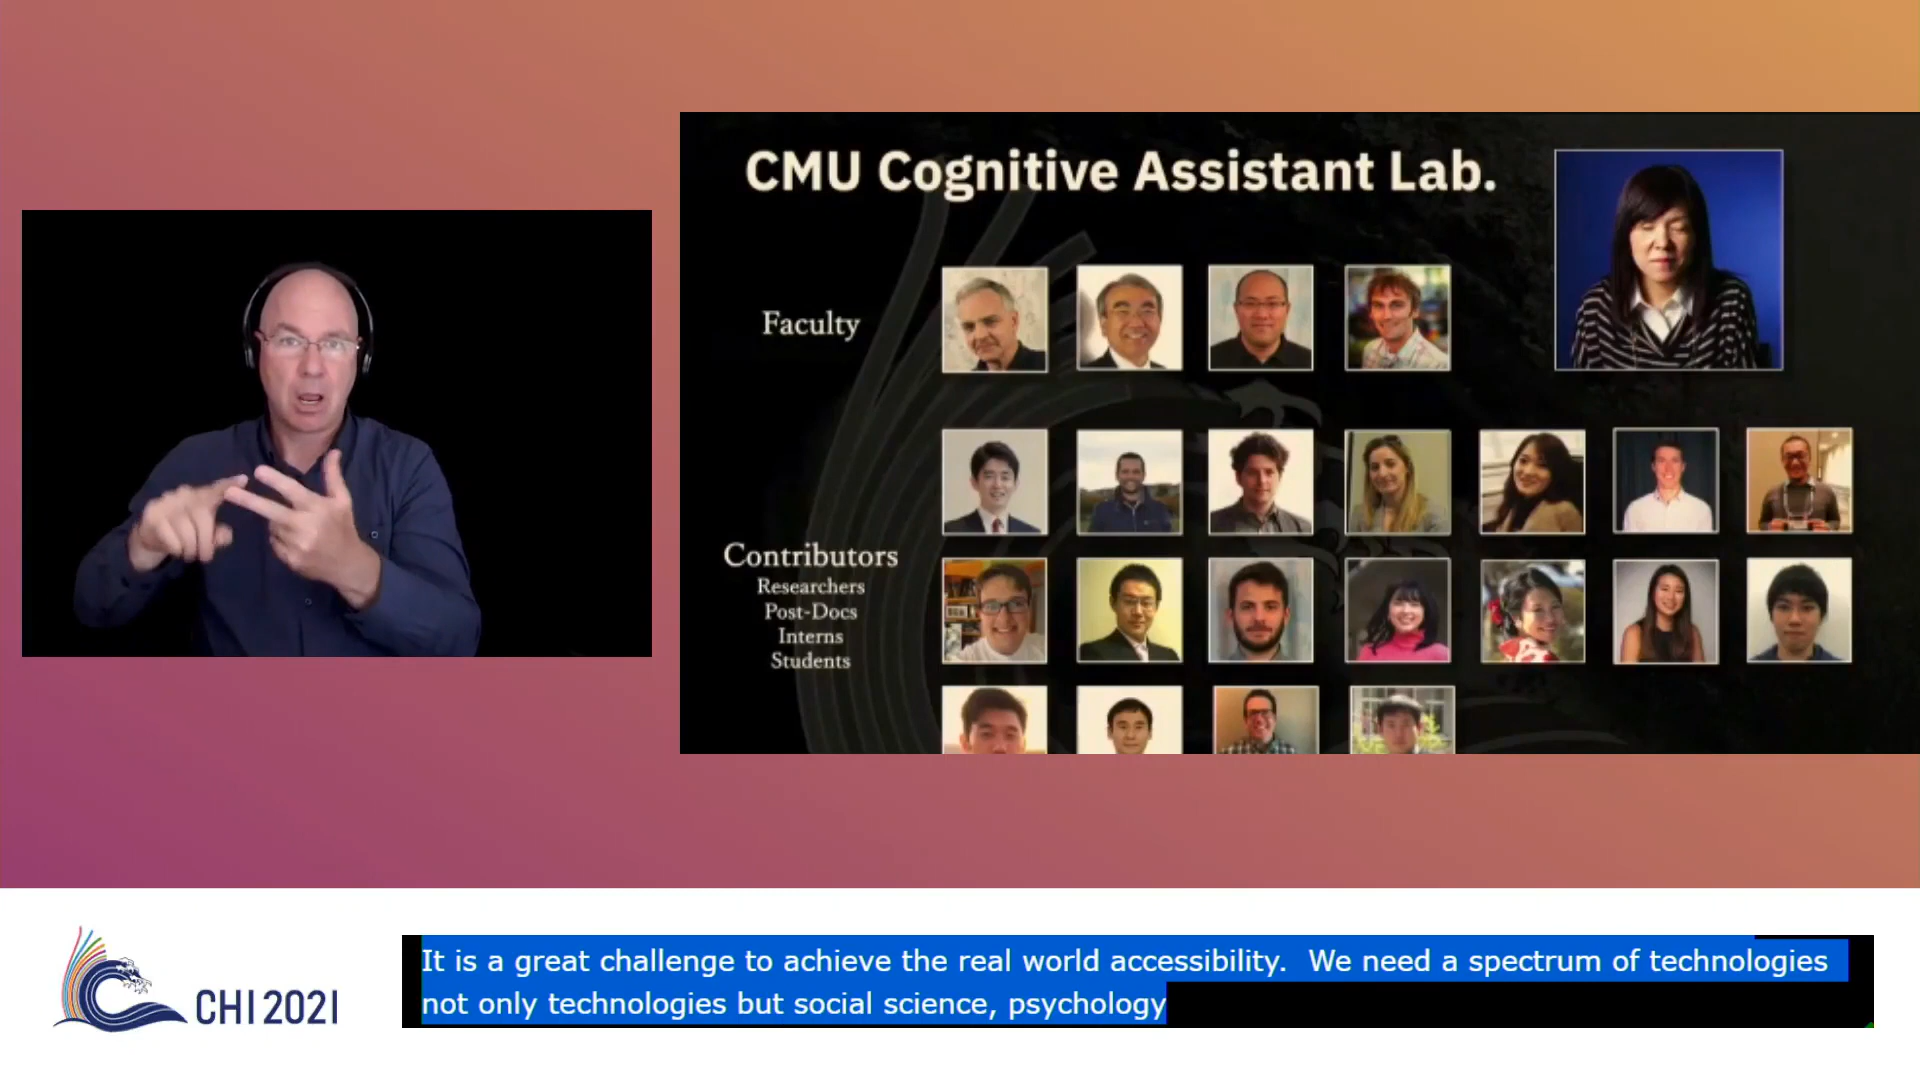 CMU Cognitive Assistant Lab.
Faculty
Contributors
Researchers
Post-Docs
Interns
Students
CHI 2021
It is a great challenge to achieve the real world accessibility.  We need a spectrum of technologies
not only technologies but social science, psychology